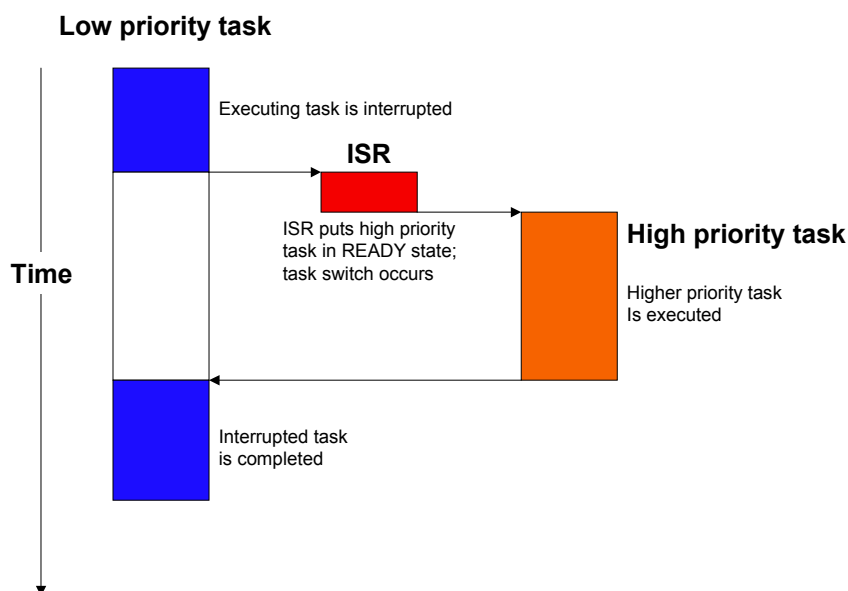 Low priority task
Executing task is interrupted
ISR
ISR puts high priority
task in READY state;
task switch occurs
High priority task
Time
Higher priority task
Is executed
Interrupted task
is completed